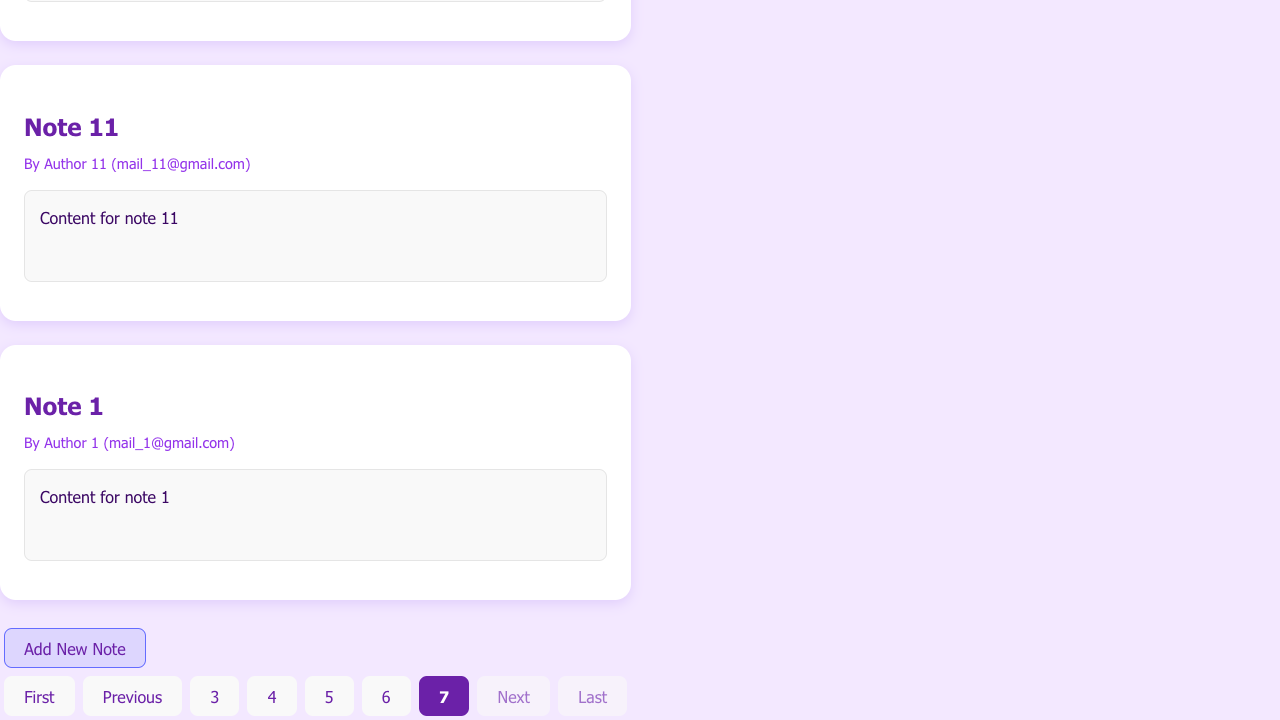 Note 11
By Author 11 (mail_11@gmail.com)
Content for note 11
Note 1
By Author 1 (mail_1@gmail.com)
Content for note 1
Add New Note
First Previous 3 4 5 6 7 Next Last